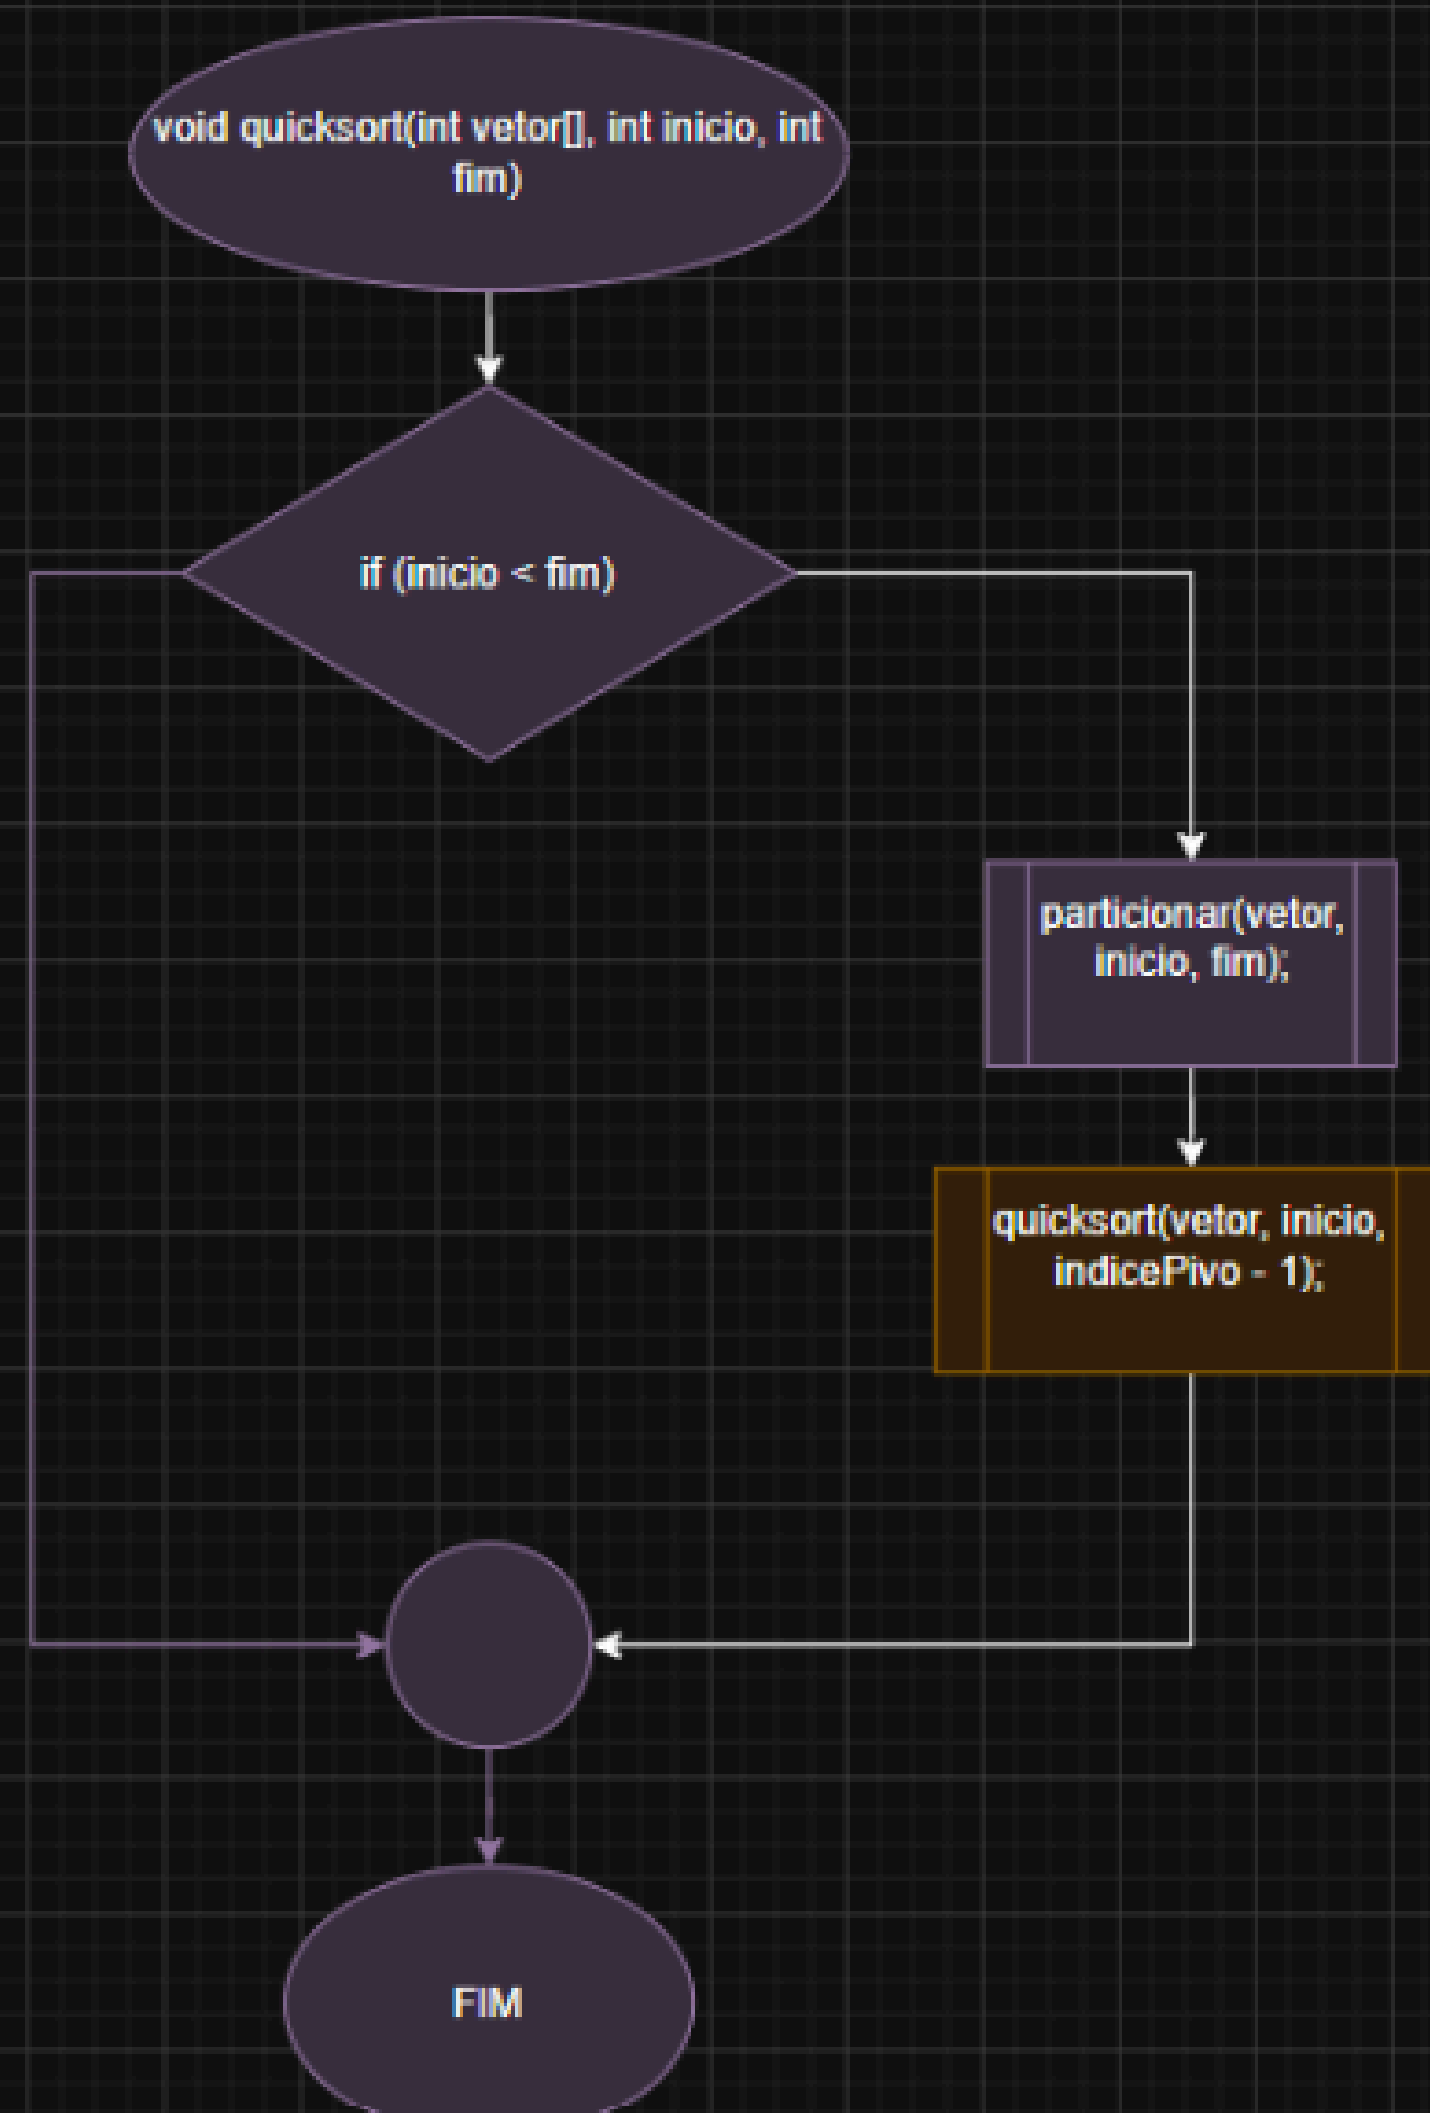 void quicksort(int vetor[], int inicio, int
fim)
if (inicio < fim)
particionar(vetor,
inicio, fim);
quicksort(vetor, inicio,
indicePivo - 1);
FIM